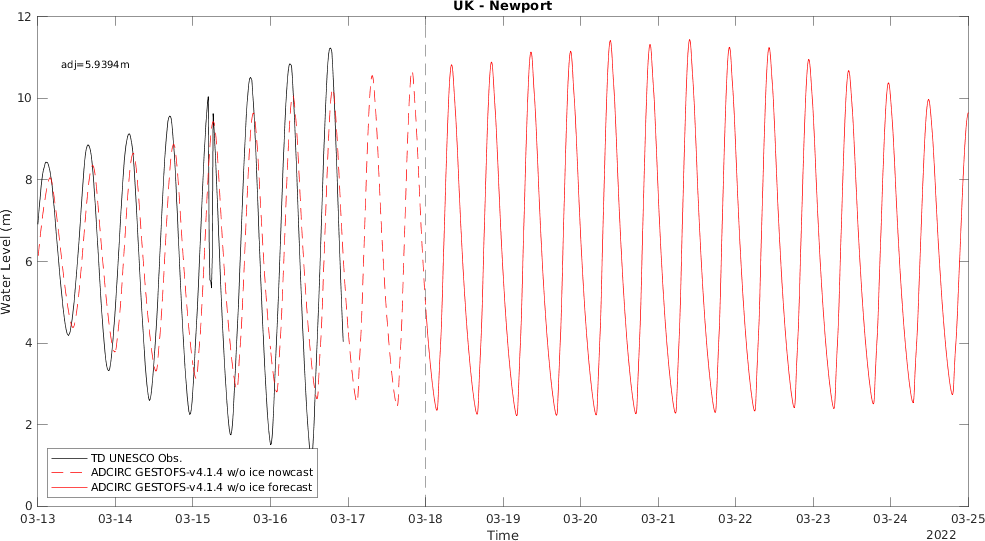 UK - Newport
12
10
8
6
4
2
0
Water Level (m)
adj=5.9394m
TD UNESCO Obs.
ADCIRC GESTOFS-v4.1.4 w/o ice nowcast
ADCIRC GESTOFS-v4.1.4 w/o ice forecast
03-13 03-14 03-15 03-16 03-17 03-18 03-19 03-20 03-21 03-22 03-23 03-24 03-25
Time
2022